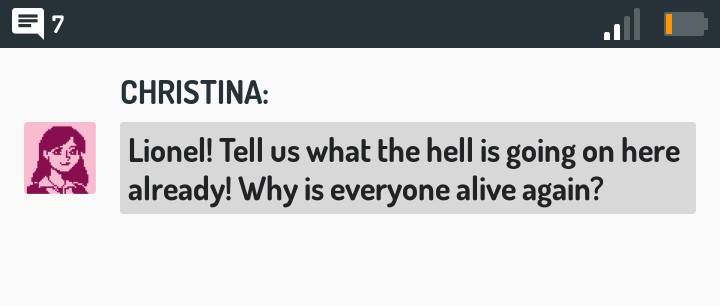 7
CHRISTINA:
Lionel! Tell us what the hell is going on here
already! Why is everyone alive again?